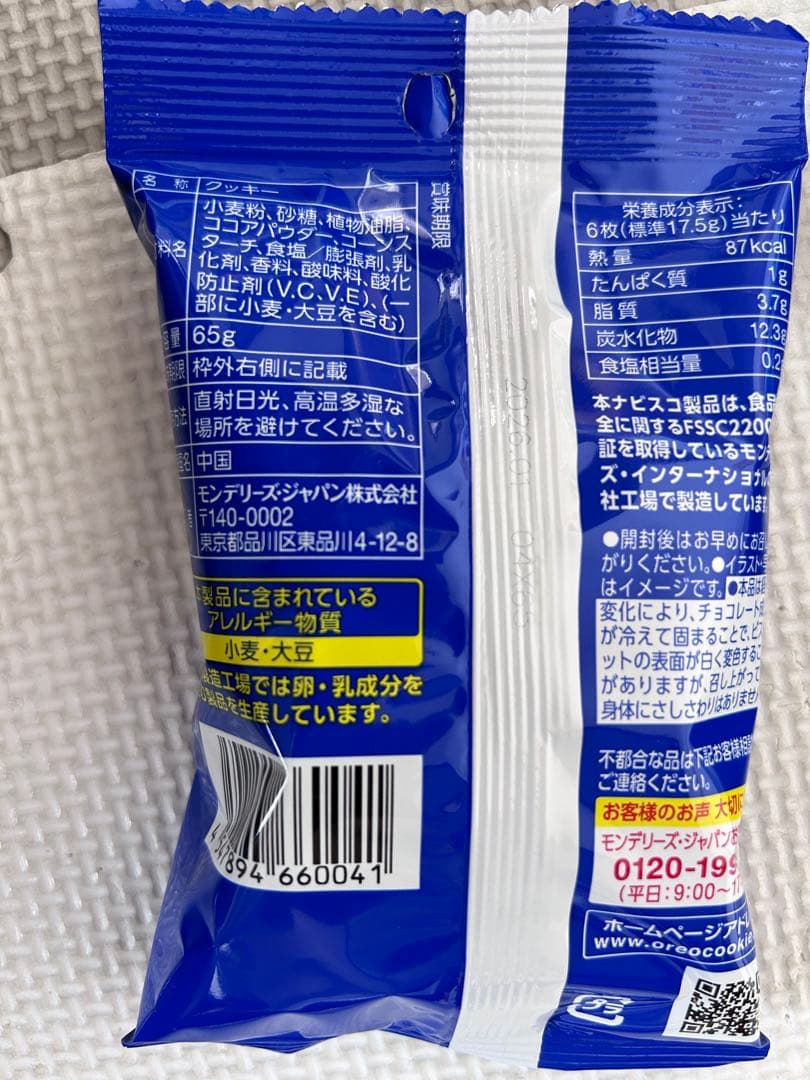 名 称 クッキー
小麦粉、砂糖、植物油脂、
ココアパウダー、コーンス
ターチ、食塩／膨張剤、乳
化剤、香料、酸味料、酸化
防止剤(V.C、V.E)、(一
部に小麦・大豆を含む)
料名
容量 65g
枠外右側に記載
方法 直射日光、高温多湿な
場所を避けてください。
中国
モンデリーズ・ジャパン株式会社
〒140-0002
東京都品川区東品川4-12-8
製品に含まれている
アレルギー物質
小麦・大豆
造工場では卵・乳成分を
製品を生産しています。
660041
味期限
2026.01
栄養成分表示:
6枚(標準17.5g)当たり
熱量 87kcal
たんぱく質 1g
脂質 3.7g
炭水化物 12.3g
食塩相当量 0.2
本ナビスコ製品は、食品
全に関するFSSC2200
証を取得しているモンデ
ズ・インターナショナル
社工場で製造しています
●開封後はお早めにお召し
がりください。●イラスト・写
はイメージです。●本品は
変化により、チョコレート
が冷えて固まることで、ビス
ットの表面が白く変色するこ
がありますが、召し上がって
身体にさしさわりはありません
不都合な品は下記お客様相談
ご連絡ください。
お客様のお声 大切に
モンデリーズ・ジャパンお
0120-199
(平日:9:00～1
ホームページアドレ
www.oreocookie
プラ